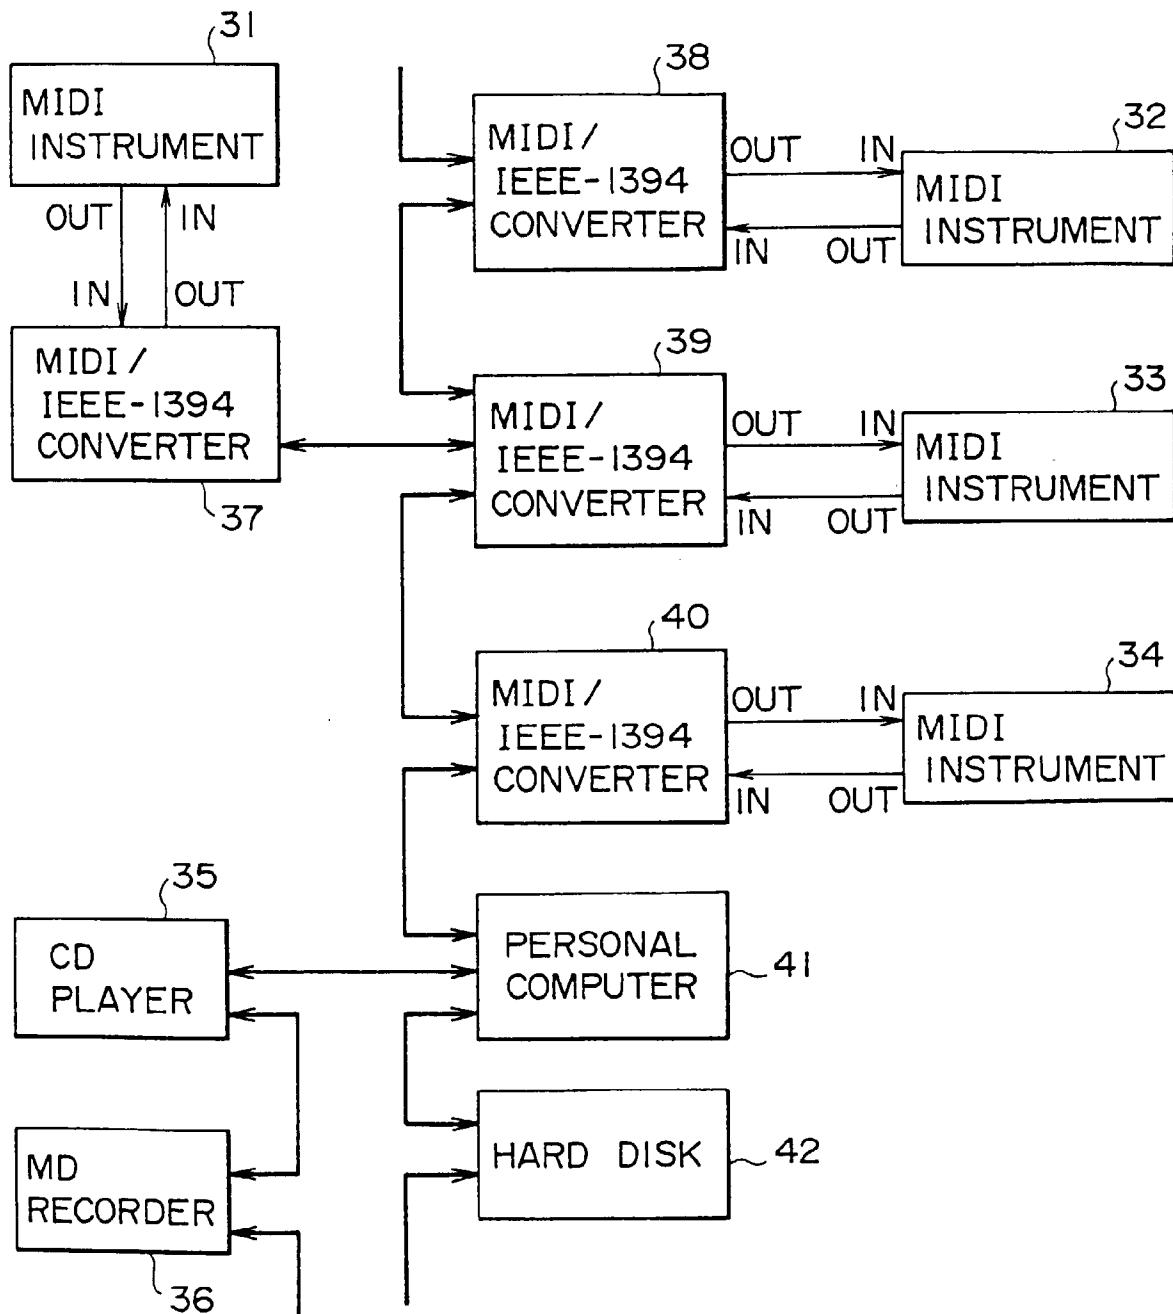 31
MIDI
INSTRUMENT
OUT IN
IN OUT
MIDI/
IEEE-1394
CONVERTER
37
38
MIDI/
IEEE-1394
CONVERTER
OUT IN
IN OUT
32
MIDI
INSTRUMENT
39
MIDI/
IEEE-1394
CONVERTER
OUT IN
IN OUT
33
MIDI
INSTRUMENT
40
MIDI/
IEEE-1394
CONVERTER
OUT IN
IN OUT
34
MIDI
INSTRUMENT
35
CD
PLAYER
PERSONAL
COMPUTER
41
MD
RECORDER
36
HARD DISK
42